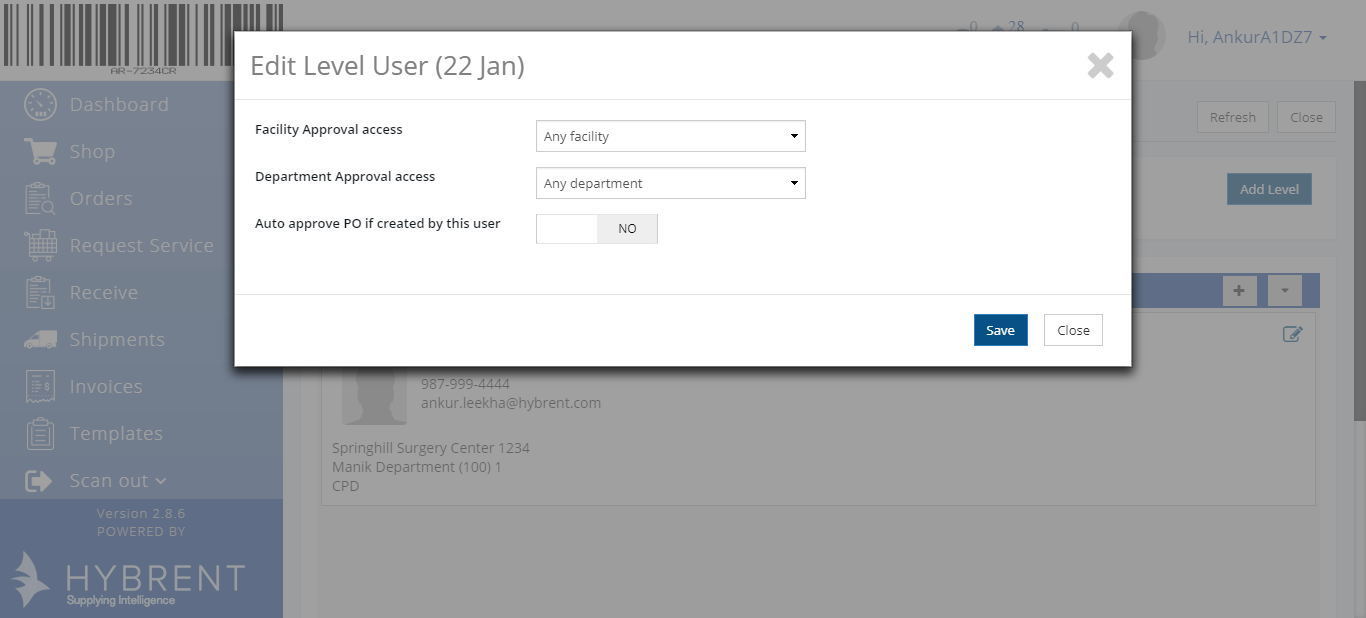 AR-7234CR
0 28 0
Hi, AnkurA1DZ7
Edit Level User (22 Jan)
Refresh Close
Facility Approval access Any facility
Department Approval access Any department
Add Level
Auto approve PO if created by this user NO
Save Close
Dashboard
Shop
Orders
Request Service
Receive
Shipments
Invoices
Templates
Scan out
987-999-4444
ankur.leekha@hybrent.com
Springhill Surgery Center 1234
Manik Department (100) 1
CPD
Version 2.8.6
POWERED BY
HYBRENT
Supplying Intelligence